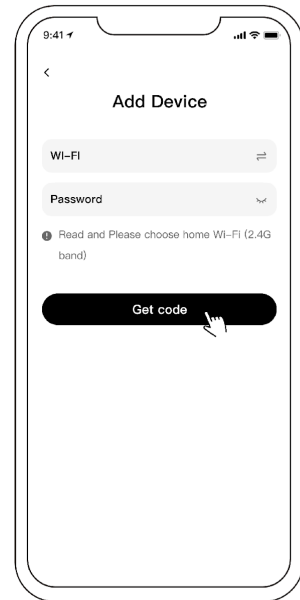 9:41
Add Device
WI-FI
Password
Read and Please choose home Wi-Fi (2.4G
band)
Get code